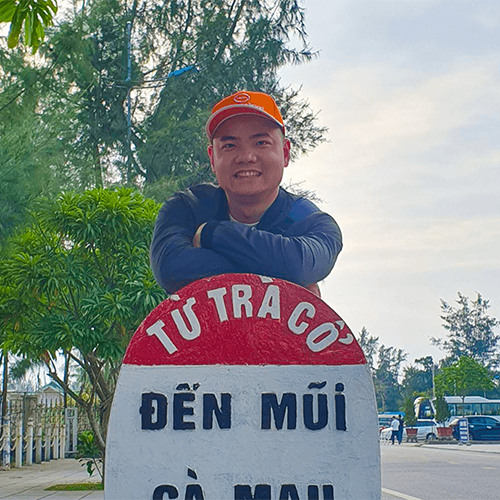 TỪ TRÀ CỔ
ĐẾN MŨI
CÀ MAU